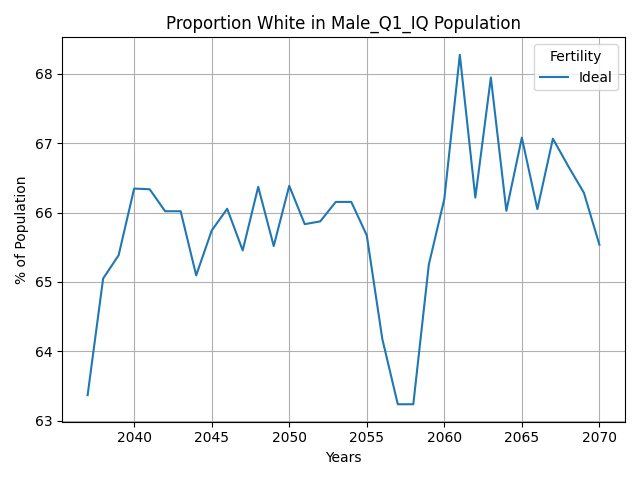 Proportion White in Male_Q1_IQ Population
Fertility
Ideal
% of Population
68
67
66
65
64
63
2040 2045 2050 2055 2060 2065 2070
Years